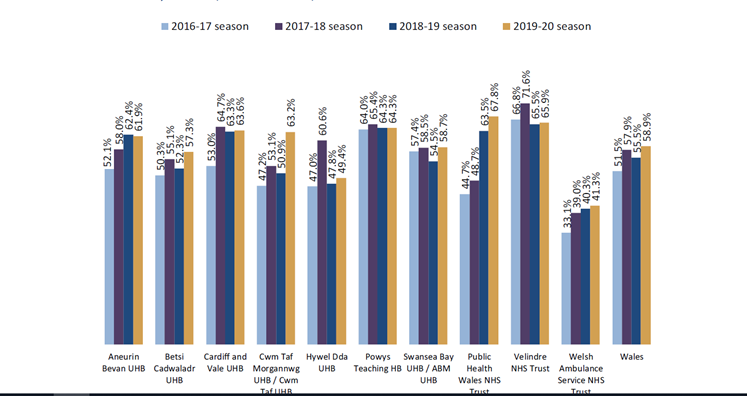 2016-17 season 2017-18 season 2018-19 season 2019-20 season
52.1% 58.0% 62.4% 61.9%
50.3% 55.1% 52.3% 57.3%
53.0% 64.7% 63.3% 63.6%
47.2% 53.1% 50.9% 63.2%
47.0% 60.6% 47.8% 49.4%
64.0% 65.4% 64.3% 64.3%
57.4% 58.5% 54.5% 58.7%
44.7% 48.7% 63.5% 67.8%
66.8% 71.6% 65.5% 65.9%
33.1% 39.0% 40.3% 41.3%
51.5% 57.9% 55.5% 58.9%
Aneurin
Bevan UHB
Betsi
Cadwaladr
UHB
Cardiff and
Vale UHB
Cwm Taf
Morgannwg
UHB / Cwm
Taf UHB
Hywel Dda
UHB
Powys
Teaching HB
Swansea Bay
UHB / ABM
UHB
Public
Health
Wales NHS
Trust
Velindre
NHS Trust
Welsh
Ambulance
Service NHS
Trust
Wales